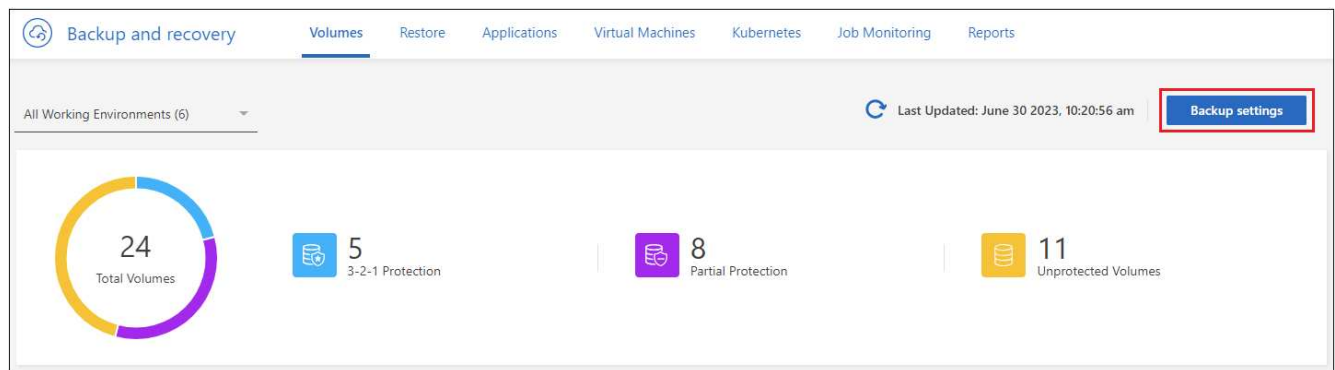 Backup and recovery
Volumes
Restore
Applications
Virtual Machines
Kubernetes
Job Monitoring
Reports
All Working Environments (6)
Last Updated: June 30 2023, 10:20:56 am
Backup settings
24
Total Volumes
5
3-2-1 Protection
8
Partial Protection
11
Unprotected Volumes